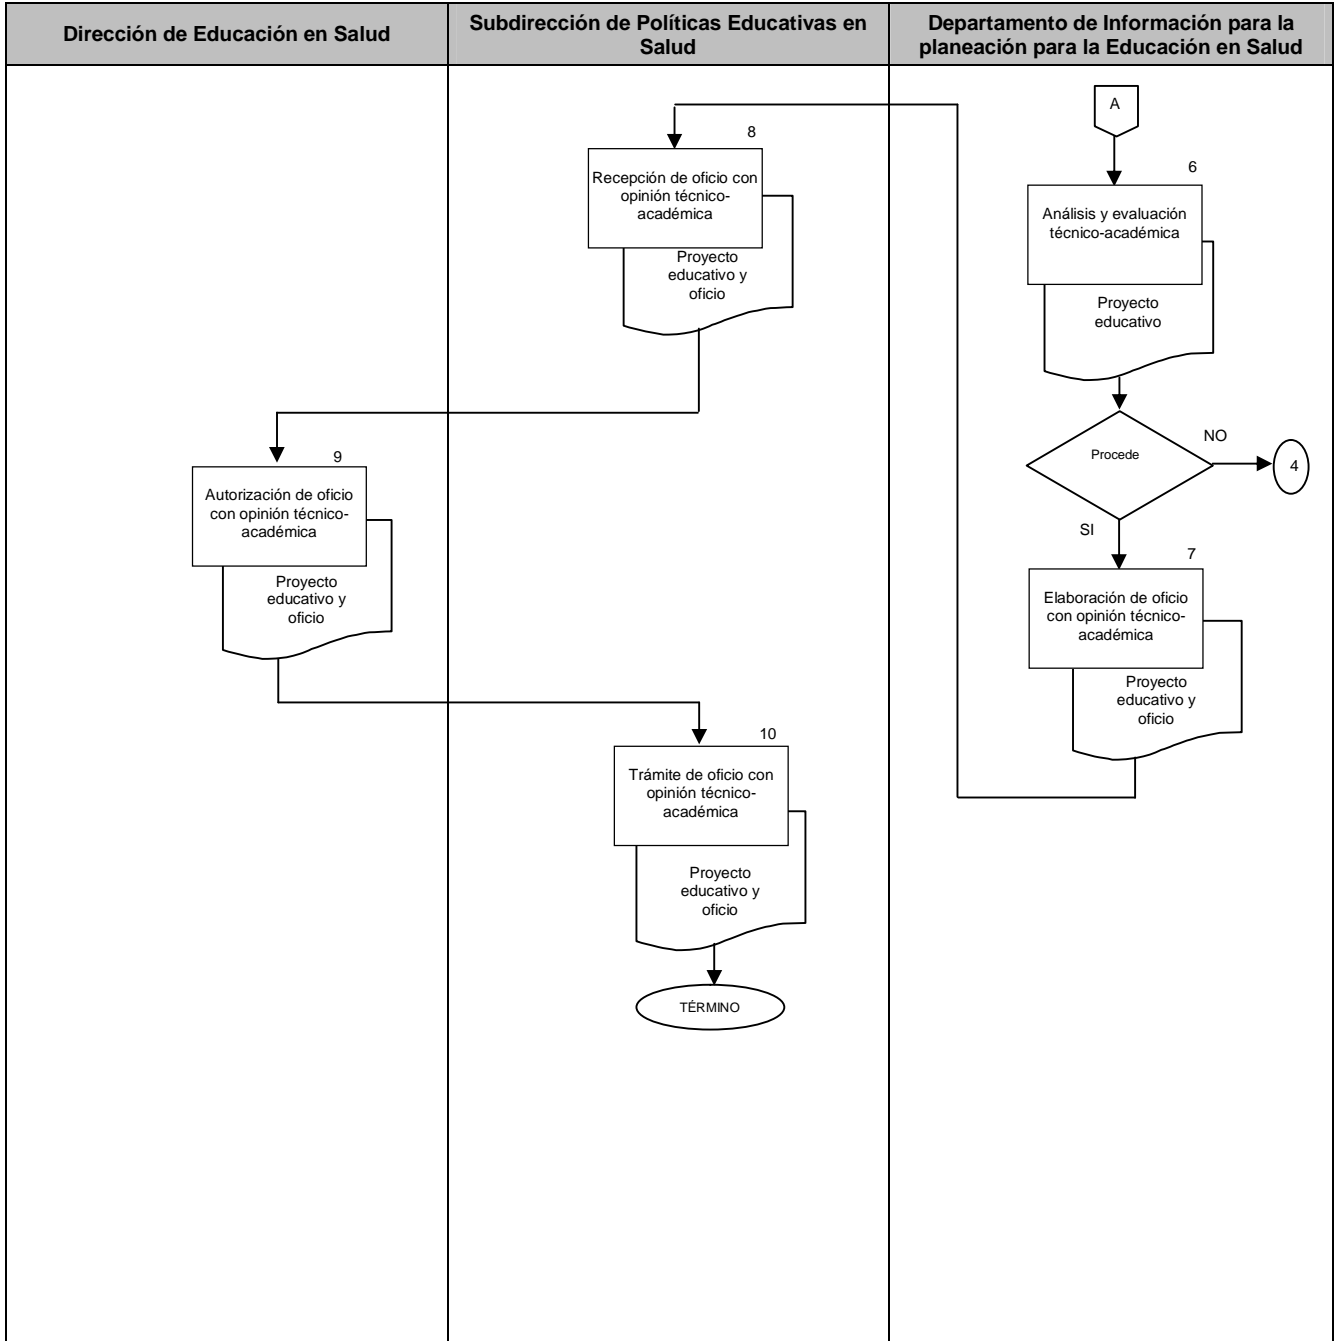 Dirección de Educación en Salud
Subdirección de Políticas Educativas en
Salud
Departamento de Información para la
planeación para la Educación en Salud
A
6
Análisis y evaluación
técnico-académica
Proyecto
educativo
Procede
NO
4
SI
7
Elaboración de oficio
con opinión técnico-
académica
Proyecto
educativo y
oficio
8
Recepción de oficio con
opinión técnico-
académica
Proyecto
educativo y
oficio
9
Autorización de oficio
con opinión técnico-
académica
Proyecto
educativo y
oficio
10
Trámite de oficio con
opinión técnico-
académica
Proyecto
educativo y
oficio
TÉRMINO